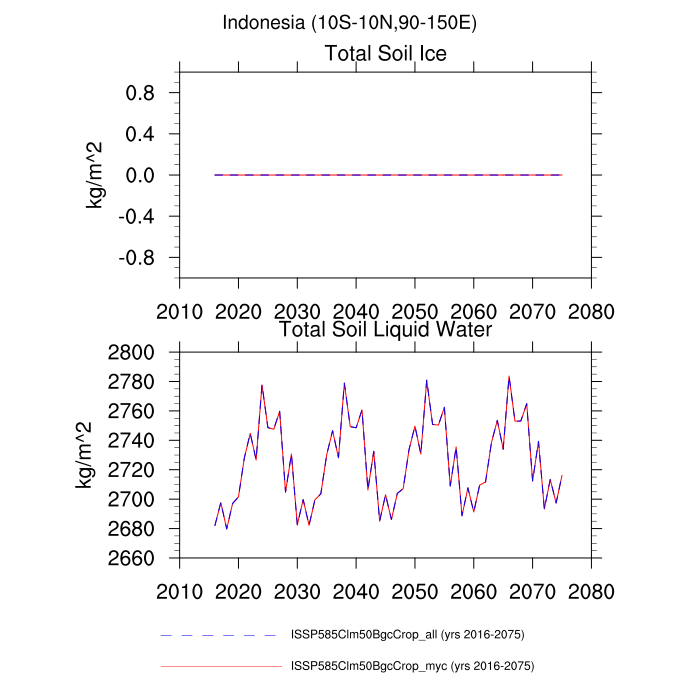 Indonesia (10S-10N,90-150E)
Total Soil Ice
kg/m^2
0.8
0.4
0.0
-0.4
-0.8
2010 2020 2030 2040 2050 2060 2070 2080
Total Soil Liquid Water
kg/m^2
2800
2780
2760
2740
2720
2700
2680
2660
2010 2020 2030 2040 2050 2060 2070 2080
ISSP585Clm50BgcCrop_all (yrs 2016-2075)
ISSP585Clm50BgcCrop_myc (yrs 2016-2075)